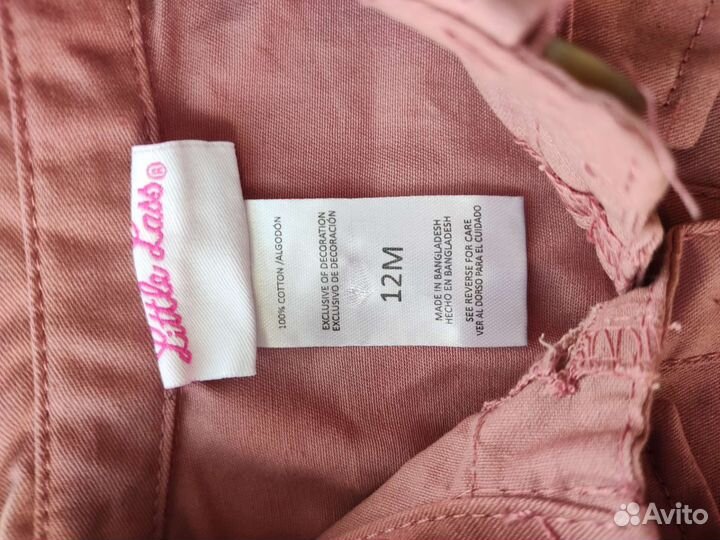 Little Lass®
100% COTTON /ALGODÓN
EXCLUSIVE OF DECORATION
EXCLUSIVO DE DECORACIÓN
12M
MADE IN BANGLADESH
HECHO EN BANGLADESH
SEE REVERSE FOR CARE
VER AL DORSO PARA EL CUIDADO
Avito